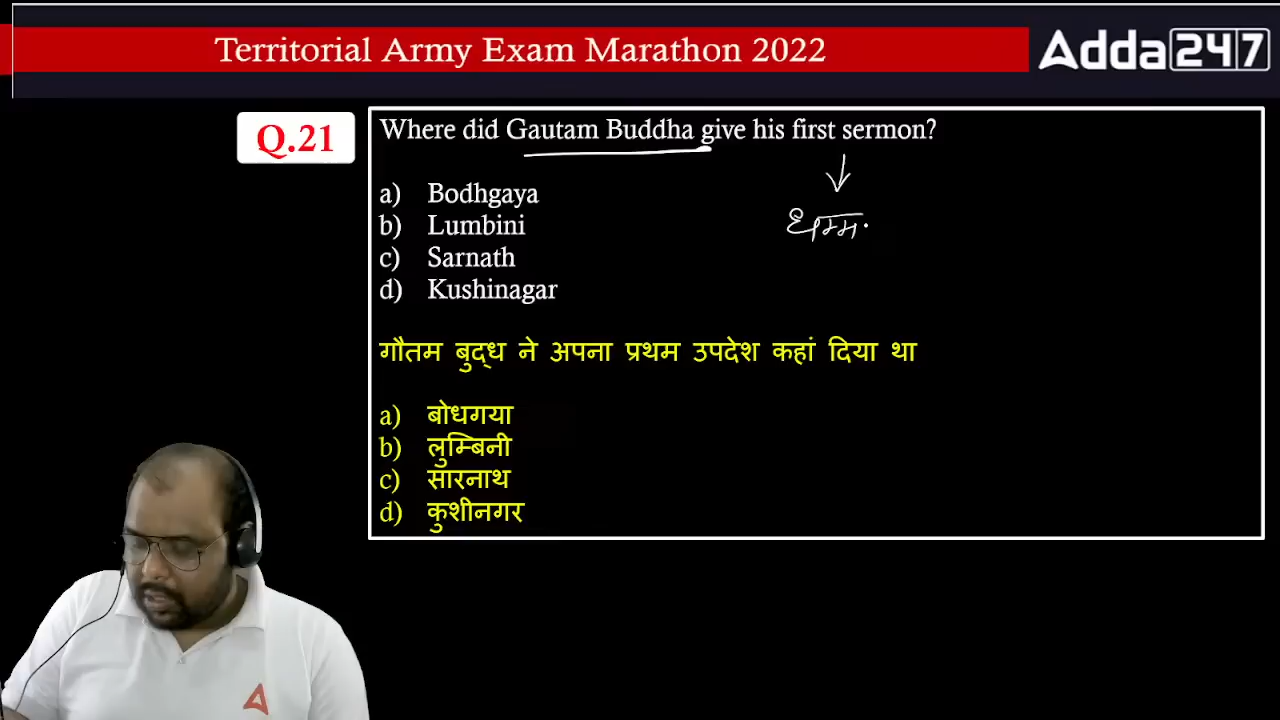 Territorial Army Exam Marathon 2022
Adda247
Q.21
Where did Gautam Buddha give his first sermon?
a) Bodhgaya
b) Lumbini
c) Sarnath
d) Kushinagar
धम्म
गौतम बुद्ध ने अपना प्रथम उपदेश कहां दिया था
a) बोधगया
b) लुम्बिनी
c) सारनाथ
d) कुशीनगर